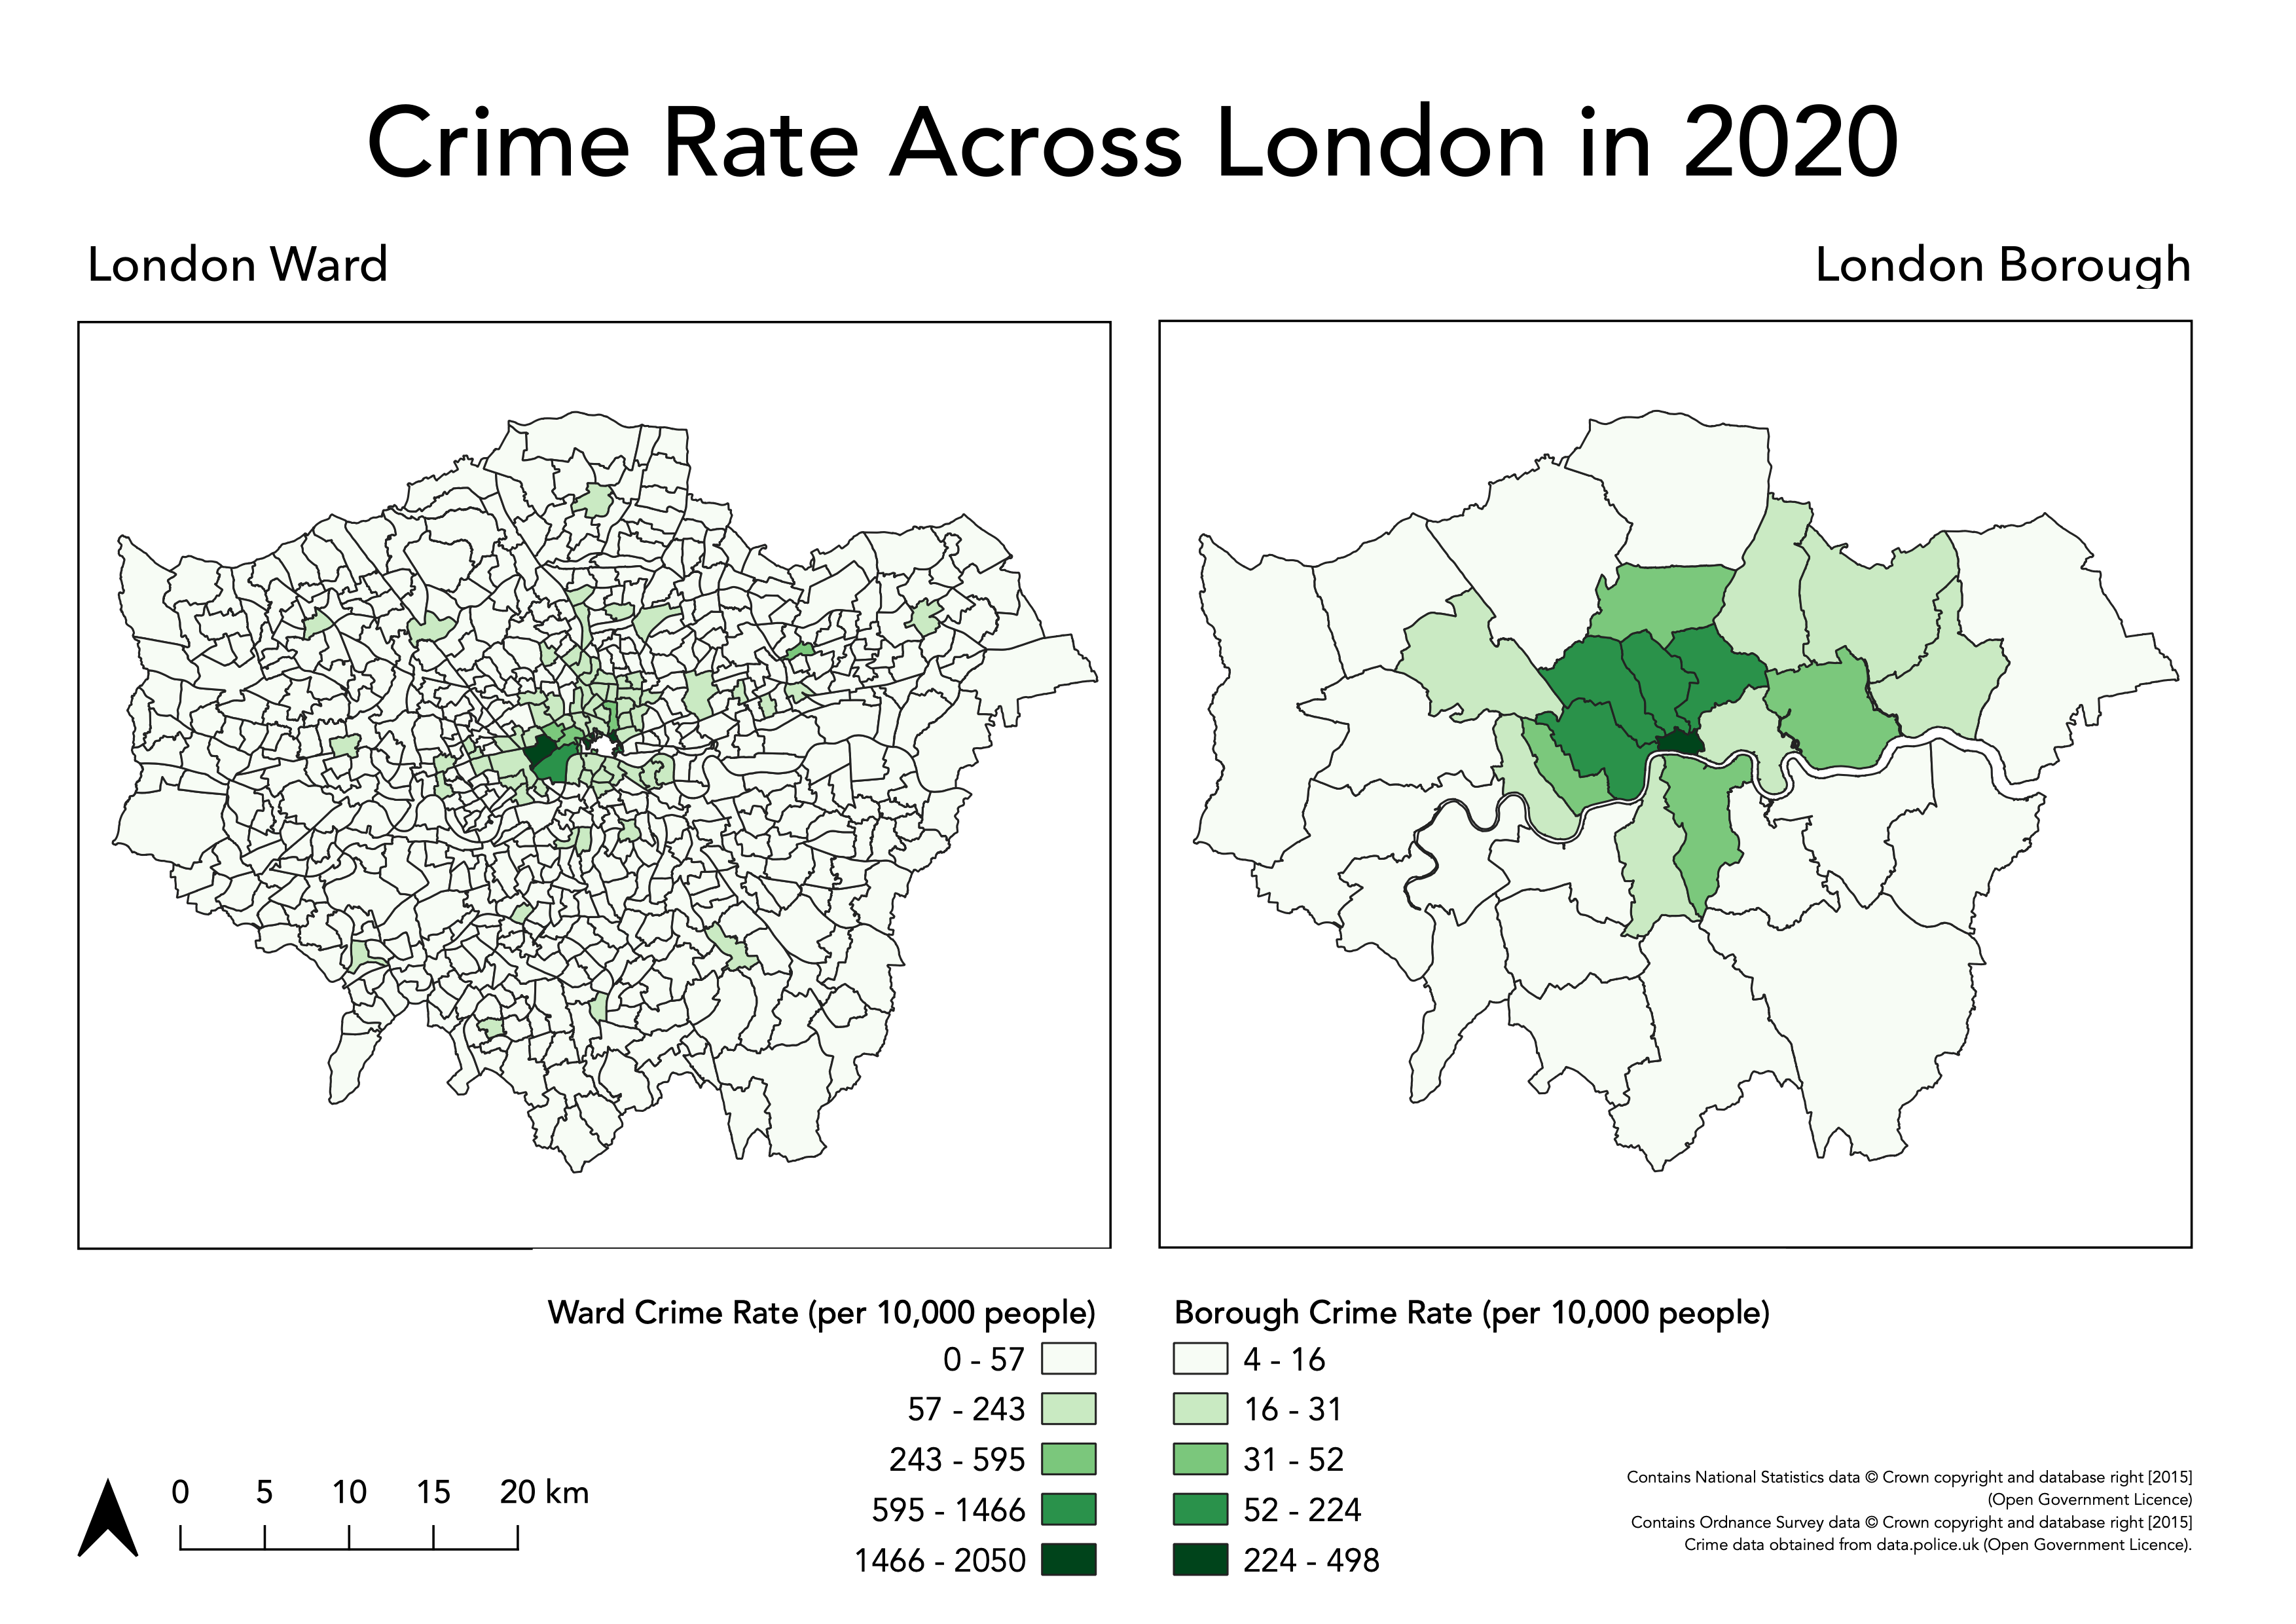 Crime Rate Across London in 2020
London Ward
London Borough
Ward Crime Rate (per 10,000 people)
0 - 57
57 - 243
243 - 595
595 - 1466
1466 - 2050
Borough Crime Rate (per 10,000 people)
4 - 16
16 - 31
31 - 52
52 - 224
224 - 498
0 5 10 15 20 km
Contains National Statistics data © Crown copyright and database right [2015]
(Open Government Licence)
Contains Ordnance Survey data © Crown copyright and database right [2015]
Crime data obtained from data.police.uk (Open Government Licence).